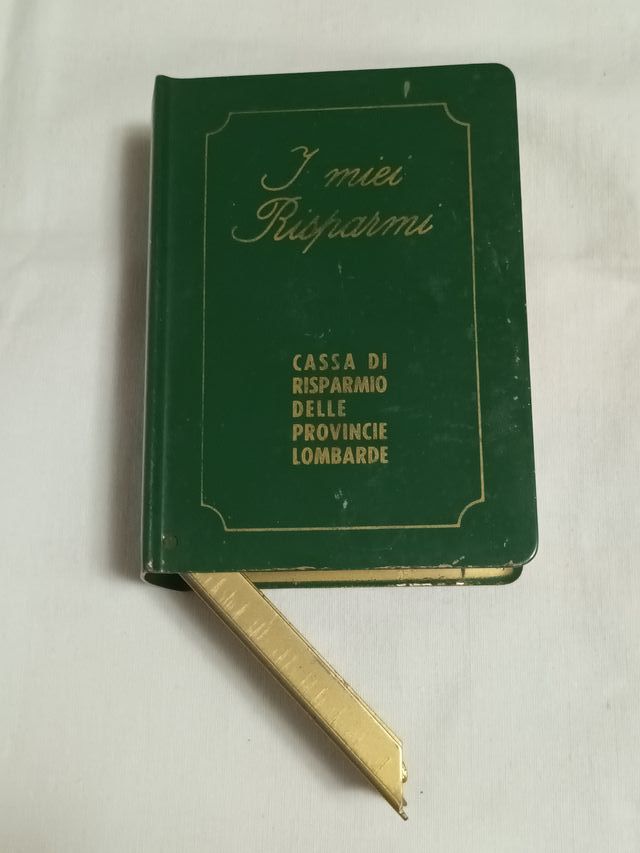 I miei
Risparmi
CASSA DI
RISPARMIO
DELLE
PROVINCIE
LOMBARDE